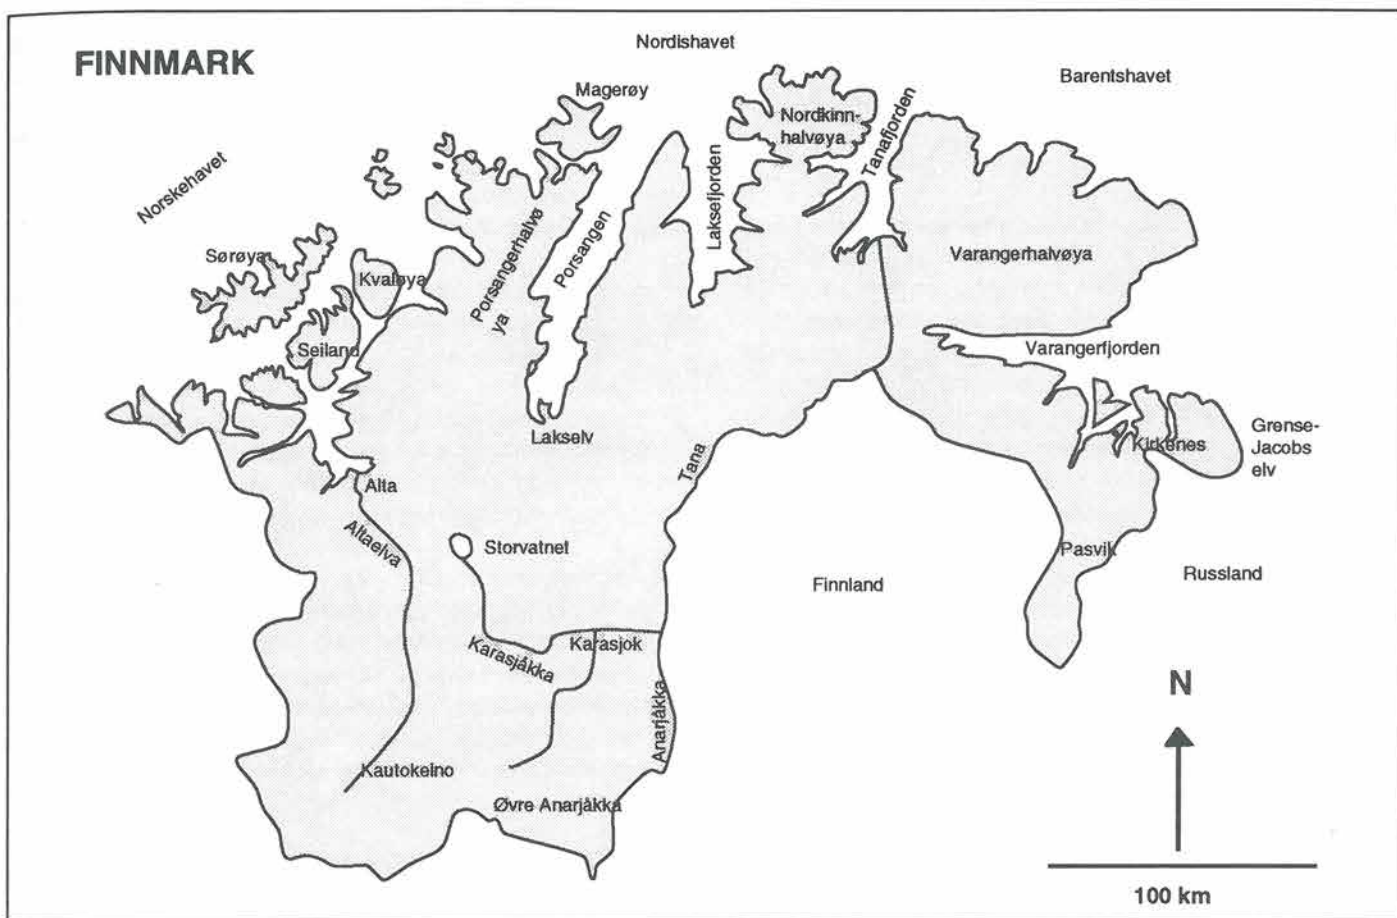 FINNMARK
Nordishavet
Barentshavet
Magerøy
Nordkinn-
halvøya
Tanafjorden
Norskehavet
Laksefjorden
Porsangen
Porsangerhalvø
ya
Sørøya
Kvaløya
Varangerhalvøya
Seiland
Varangerfjorden
Lakselv
Grense-
Jacobs
elv
Kirkenes
Tana
Alta
Altaelva
Storvatnet
Pasvik
Finnland
Russland
Karasjok
Karasjåkka
Anarjåkka
N
Kautokeino
Øvre Anarjåkka
100 km